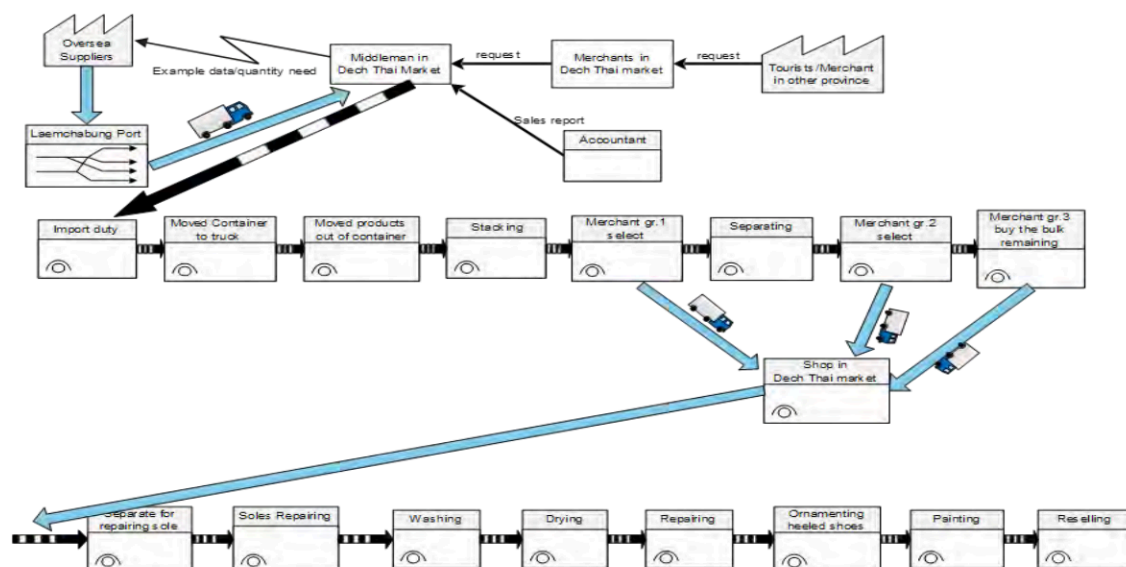 Oversea
Suppliers
Example data/quantity need
Middleman in
Dech Thai Market
request
Merchants in
Dech Thai market
request
Tourists/Merchant
in other province
Laemchabung Port
Sales report
Accountant
Import duty
Moved Container
to truck
Moved products
out of container
Stacking
Merchant gr.1
select
Separating
Merchant gr.2
select
Merchant gr.3
buy the bulk
remaining
Shop in
Dech Thai market
Separate for
repairing sole
Soles Repairing
Washing
Drying
Repairing
Ornamenting
heeled shoes
Painting
Reselling